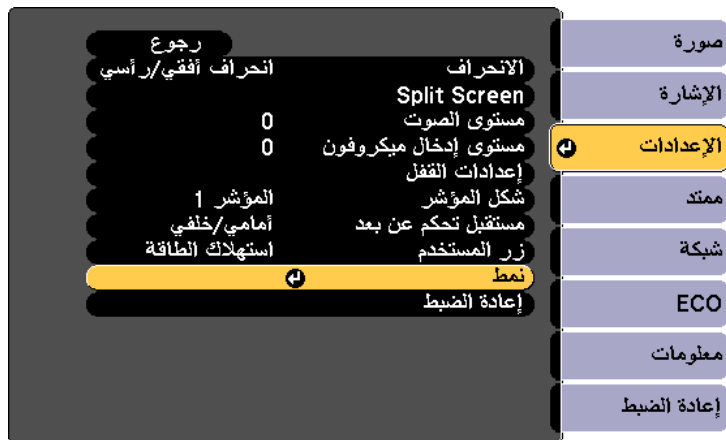 صورة
الإشارة
الإعدادات
ممتد
شبكة
ECO
معلومات
إعادة الضبط
رجوع
الانحراف انحراف أفقي/رأسي
Split Screen
مستوى الصوت 0
مستوى إدخال ميكروفون 0
إعدادات القفل
شكل المؤشر المؤشر 1
مستقبل تحكم عن بعد أمامي/خلفي
زر المستخدم استهلاك الطاقة
نمط
إعادة الضبط